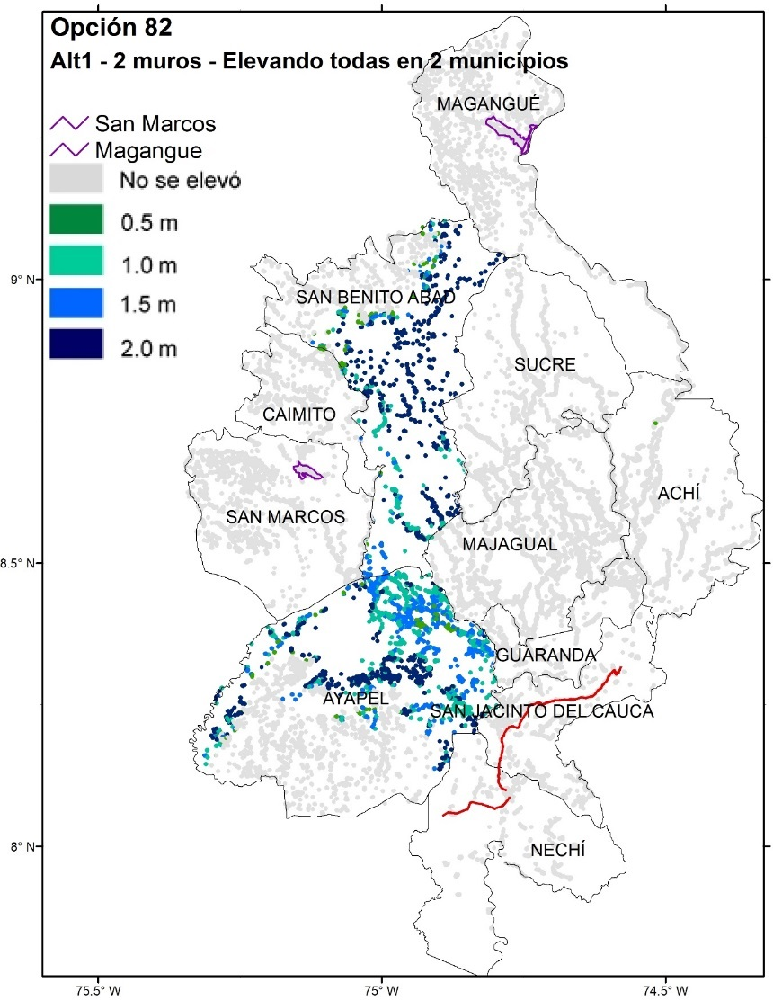 Opción 82
Alt1 - 2 muros - Elevando todas en 2 municipios
San Marcos
Magangue
No se elevó
0.5 m
1.0 m
1.5 m
2.0 m
MAGANGUÉ
SAN BENITO ABAD
SUCRE
CAIMITO
ACHÍ
SAN MARCOS
MAJAGUAL
GUARANDA
AYAPEL
SAN JACINTO DEL CAUCA
NECHÍ
9° N
8.5° N
8° N
75.5° W
75° W
74.5° W